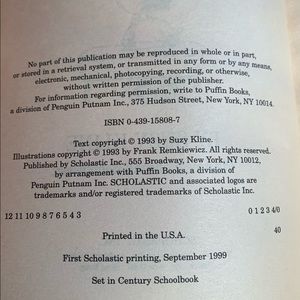 No part of this publication may be reproduced in whole or in part,
or stored in a retrieval system, or transmitted in any form or by any means,
electronic, mechanical, photocopying, recording, or otherwise,
without written permission of the publisher.
For information regarding permission, write to Puffin Books,
a division of Penguin Putnam Inc., 375 Hudson Street, New York, NY 10014.
ISBN 0-439-15808-7
Text copyright © 1993 by Suzy Kline.
Illustrations copyright © 1993 by Frank Remkiewicz. All rights reserved.
Published by Scholastic Inc., 555 Broadway, New York, NY 10012,
by arrangement with Puffin Books, a division of
Penguin Putnam Inc. SCHOLASTIC and associated logos are
trademarks and/or registered trademarks of Scholastic Inc.
12 11 10 9 8 7 6 5 4 3 0 1 2 3 4/0
Printed in the U.S.A. 40
First Scholastic printing, September 1999
Set in Century Schoolbook